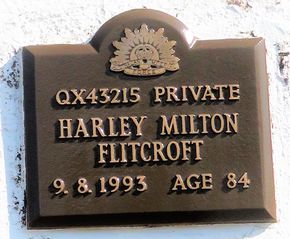 QX43215 PRIVATE
HARLEY MILTON
FLITCROFT
9. 8. 1993 AGE 84